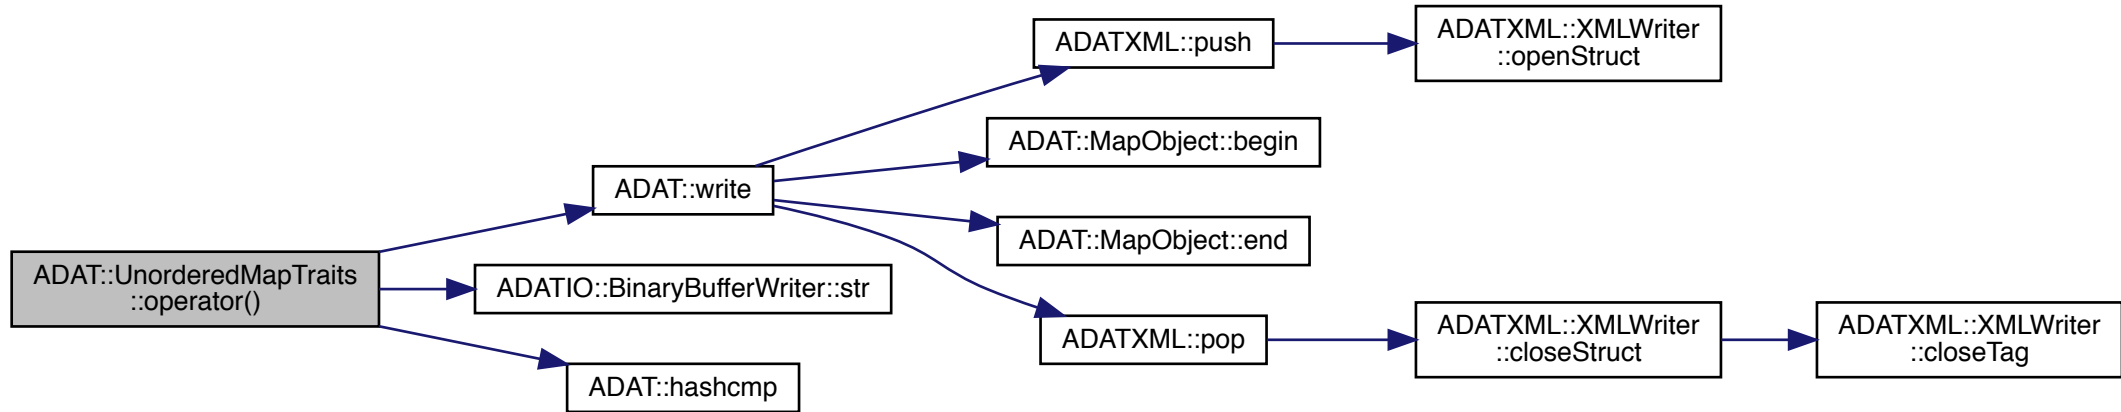 ADAT::UnorderedMapTraits
::operator()
ADAT::write
ADATIO::BinaryBufferWriter::str
ADAT::hashcmp
ADATXML::push
ADAT::MapObject::begin
ADAT::MapObject::end
ADATXML::pop
ADATXML::XMLWriter
::openStruct
ADATXML::XMLWriter
::closeStruct
ADATXML::XMLWriter
::closeTag